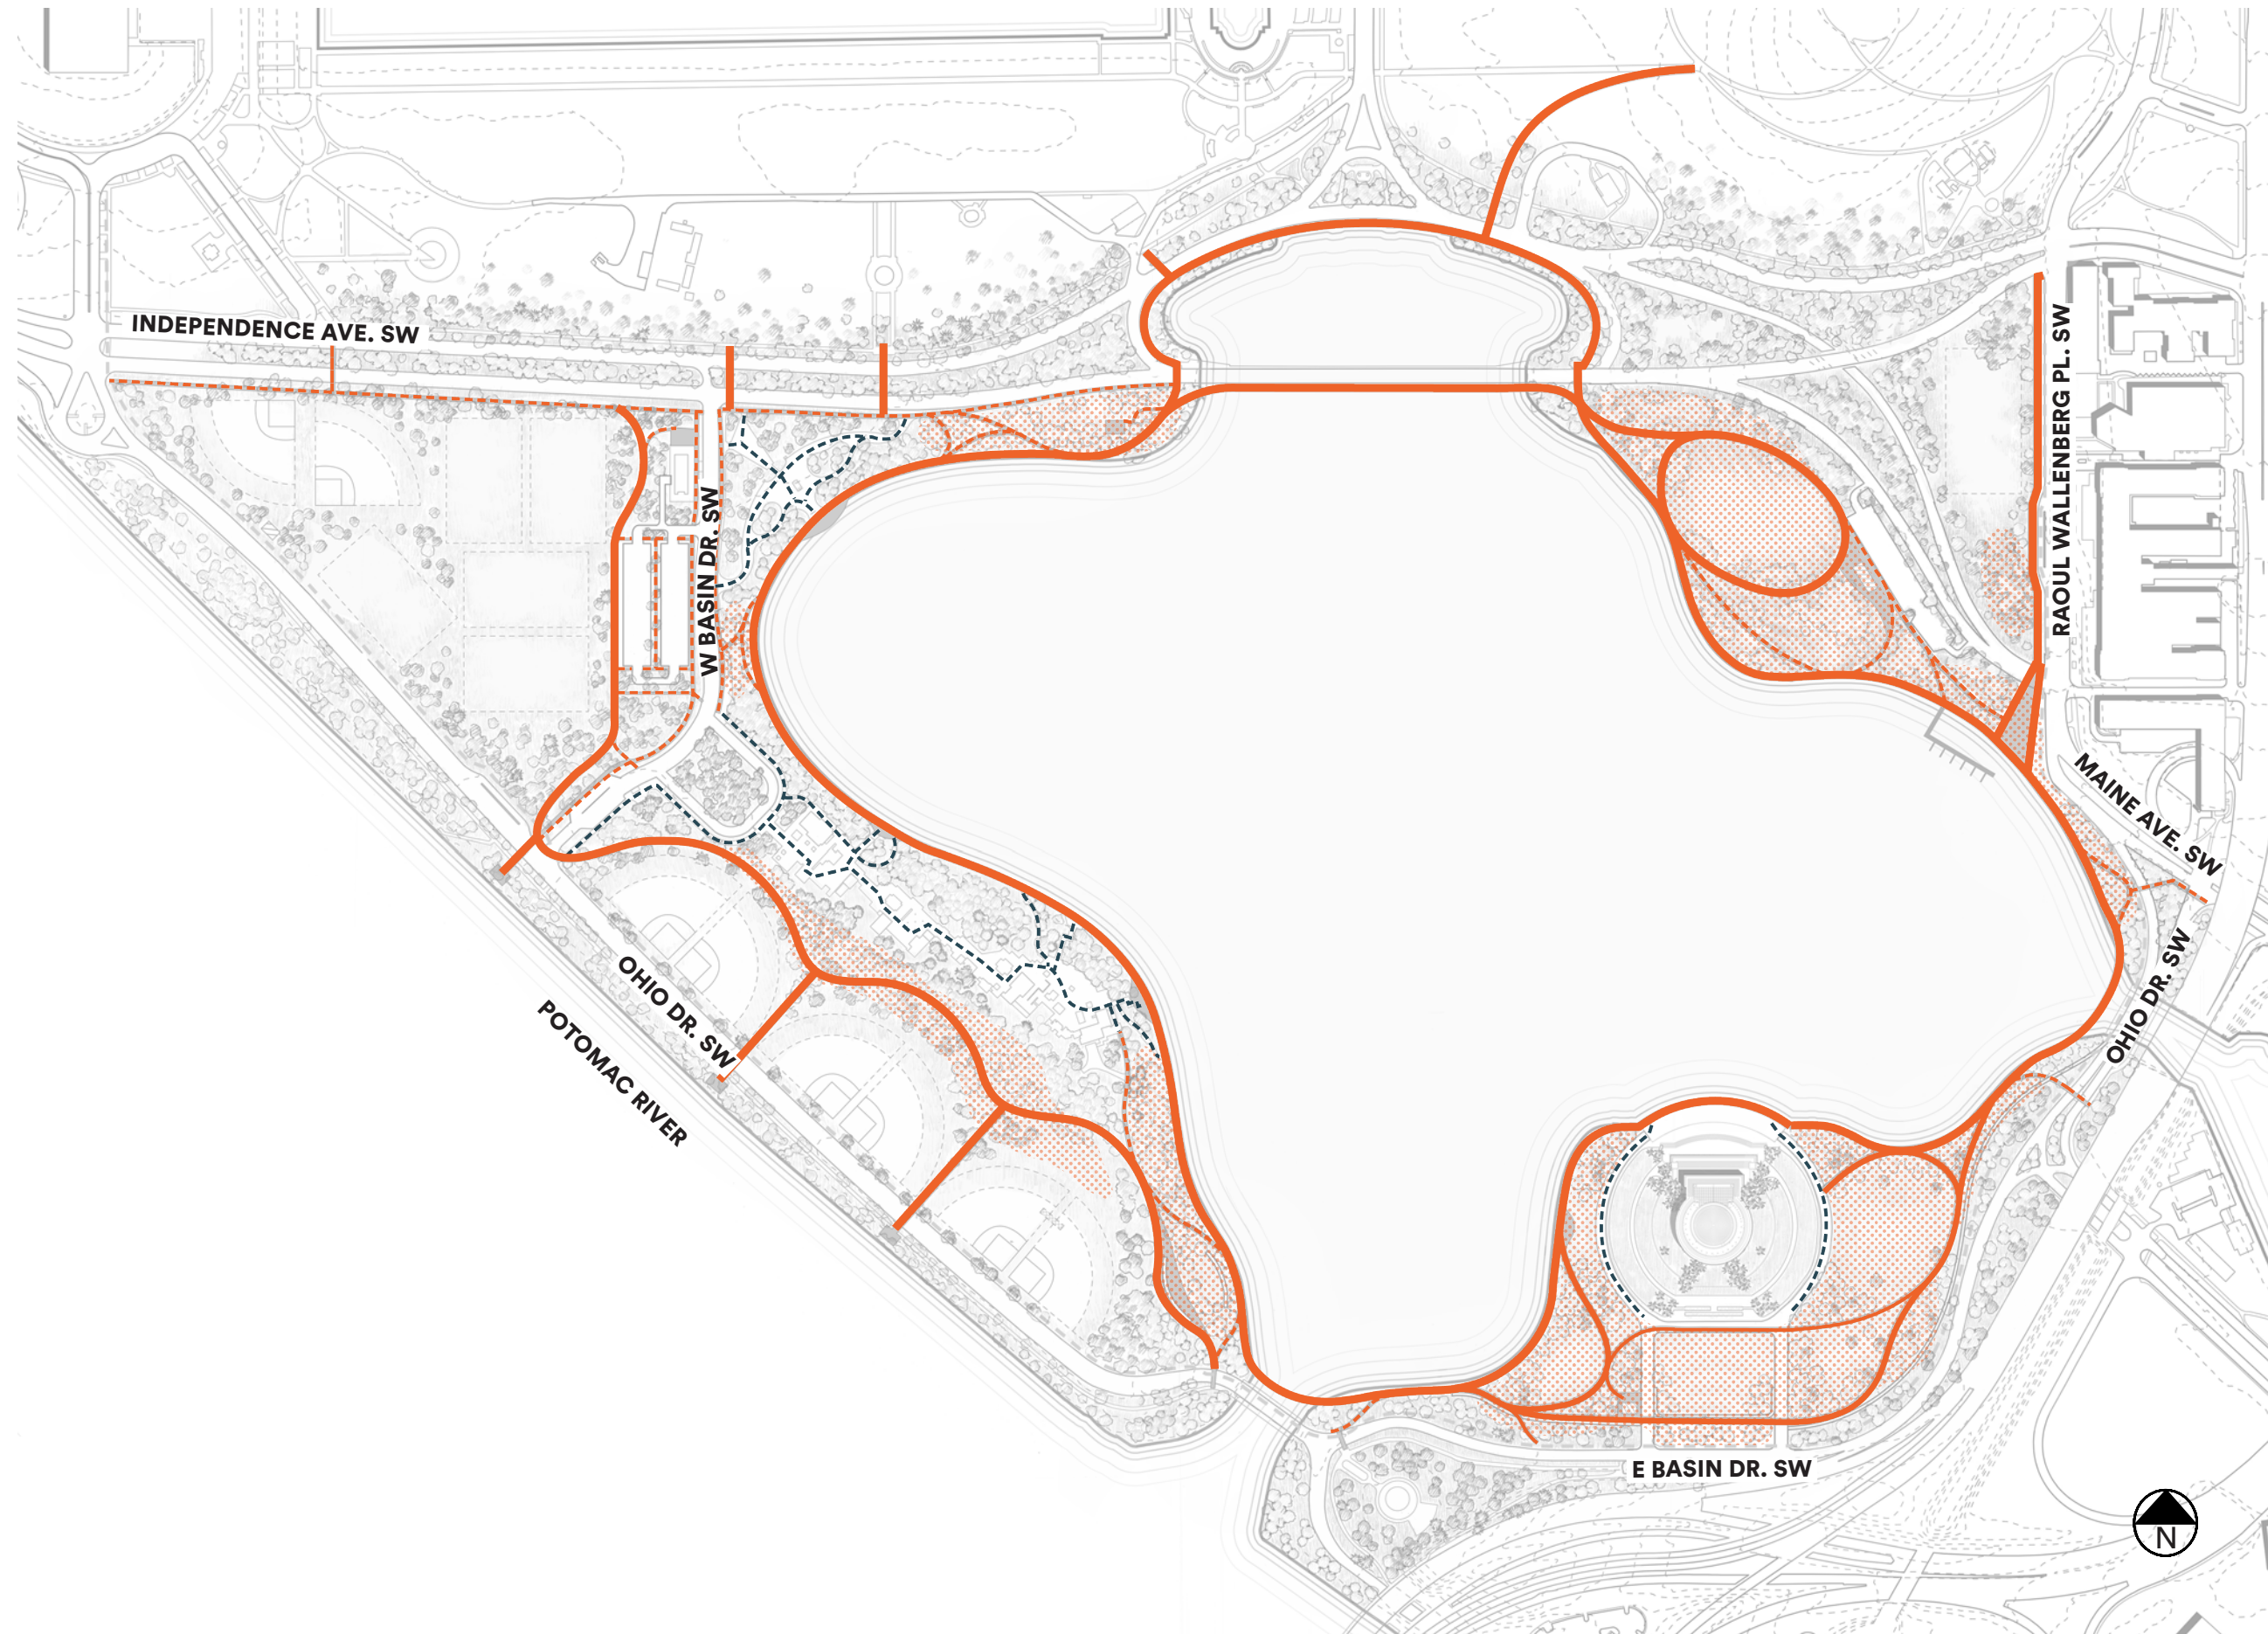 INDEPENDENCE AVE. SW
W BASIN DR. SW
RAOUL WALLENBERG PL. SW
MAINE AVE. SW
OHIO DR. SW
OHIO DR. SW
POTOMAC RIVER
E BASIN DR. SW
N